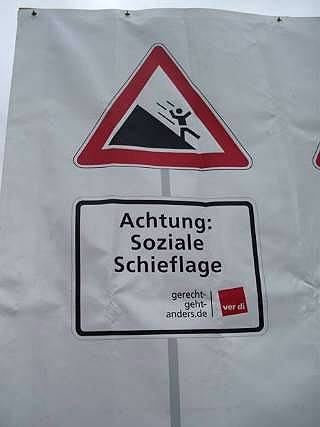 Achtung:
Soziale
Schieflage
gerecht-
geht-
anders.de
ver di